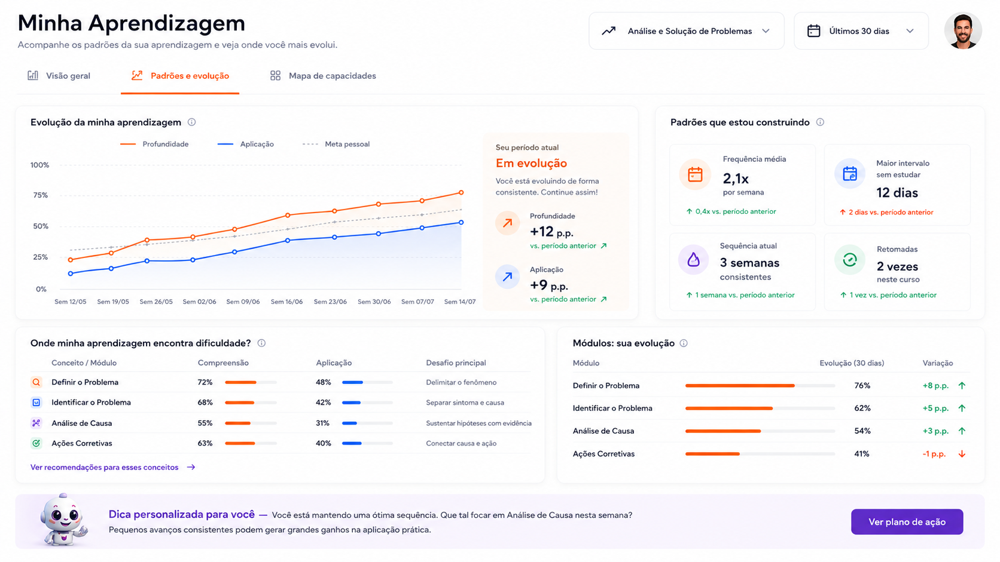 Minha Aprendizagem
Acompanhe os padrões da sua aprendizagem e veja onde você mais evolui.
Análise e Solução de Problemas
Últimos 30 dias
Visão geral
Padrões e evolução
Mapa de capacidades
Evolução da minha aprendizagem
Profundidade
Aplicação
Meta pessoal
100%
75%
50%
25%
0%
Sem 12/05 Sem 19/05 Sem 26/05 Sem 02/06 Sem 09/06 Sem 16/06 Sem 23/06 Sem 30/06 Sem 07/07 Sem 14/07
Seu período atual
Em evolução
Você está evoluindo de forma
consistente. Continue assim!
Profundidade
+12 p.p.
vs. período anterior
Aplicação
+9 p.p.
vs. período anterior
Padrões que estou construindo
Frequência média
2,1x
por semana
0,4x vs. período anterior
Maior intervalo
sem estudar
12 dias
2 dias vs. período anterior
Sequência atual
3 semanas
consistentes
1 semana vs. período anterior
Retomadas
2 vezes
neste curso
1 vez vs. período anterior
Onde minha aprendizagem encontra dificuldade?
Conceito / Módulo Compreensão Aplicação Desafio principal
Definir o Problema 72% 48% Delimitar o fenômeno
Identificar o Problema 68% 42% Separar sintoma e causa
Análise de Causa 55% 31% Sustentar hipóteses com evidência
Ações Corretivas 63% 40% Conectar causa e ação
Ver recomendações para esses conceitos
Módulos: sua evolução
Módulo Evolução (30 dias) Variação
Definir o Problema 76% +8 p.p.
Identificar o Problema 62% +5 p.p.
Análise de Causa 54% +3 p.p.
Ações Corretivas 41% -1 p.p.
Dica personalizada para você — Você está mantendo uma ótima sequência. Que tal focar em Análise de Causa nesta semana?
Pequenos avanços consistentes podem gerar grandes ganhos na aplicação prática.
Ver plano de ação